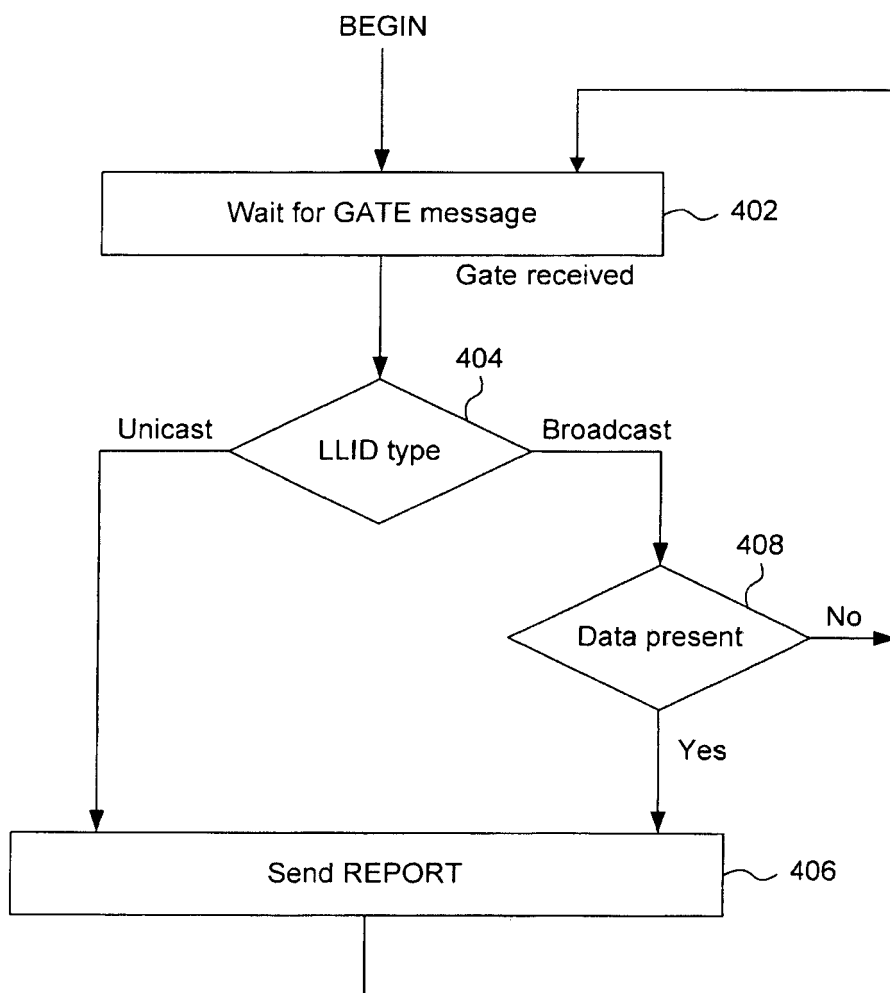 BEGIN
Wait for GATE message
402
Gate received
404
Unicast
LLID type
Broadcast
408
Data present
No
Yes
Send REPORT
406